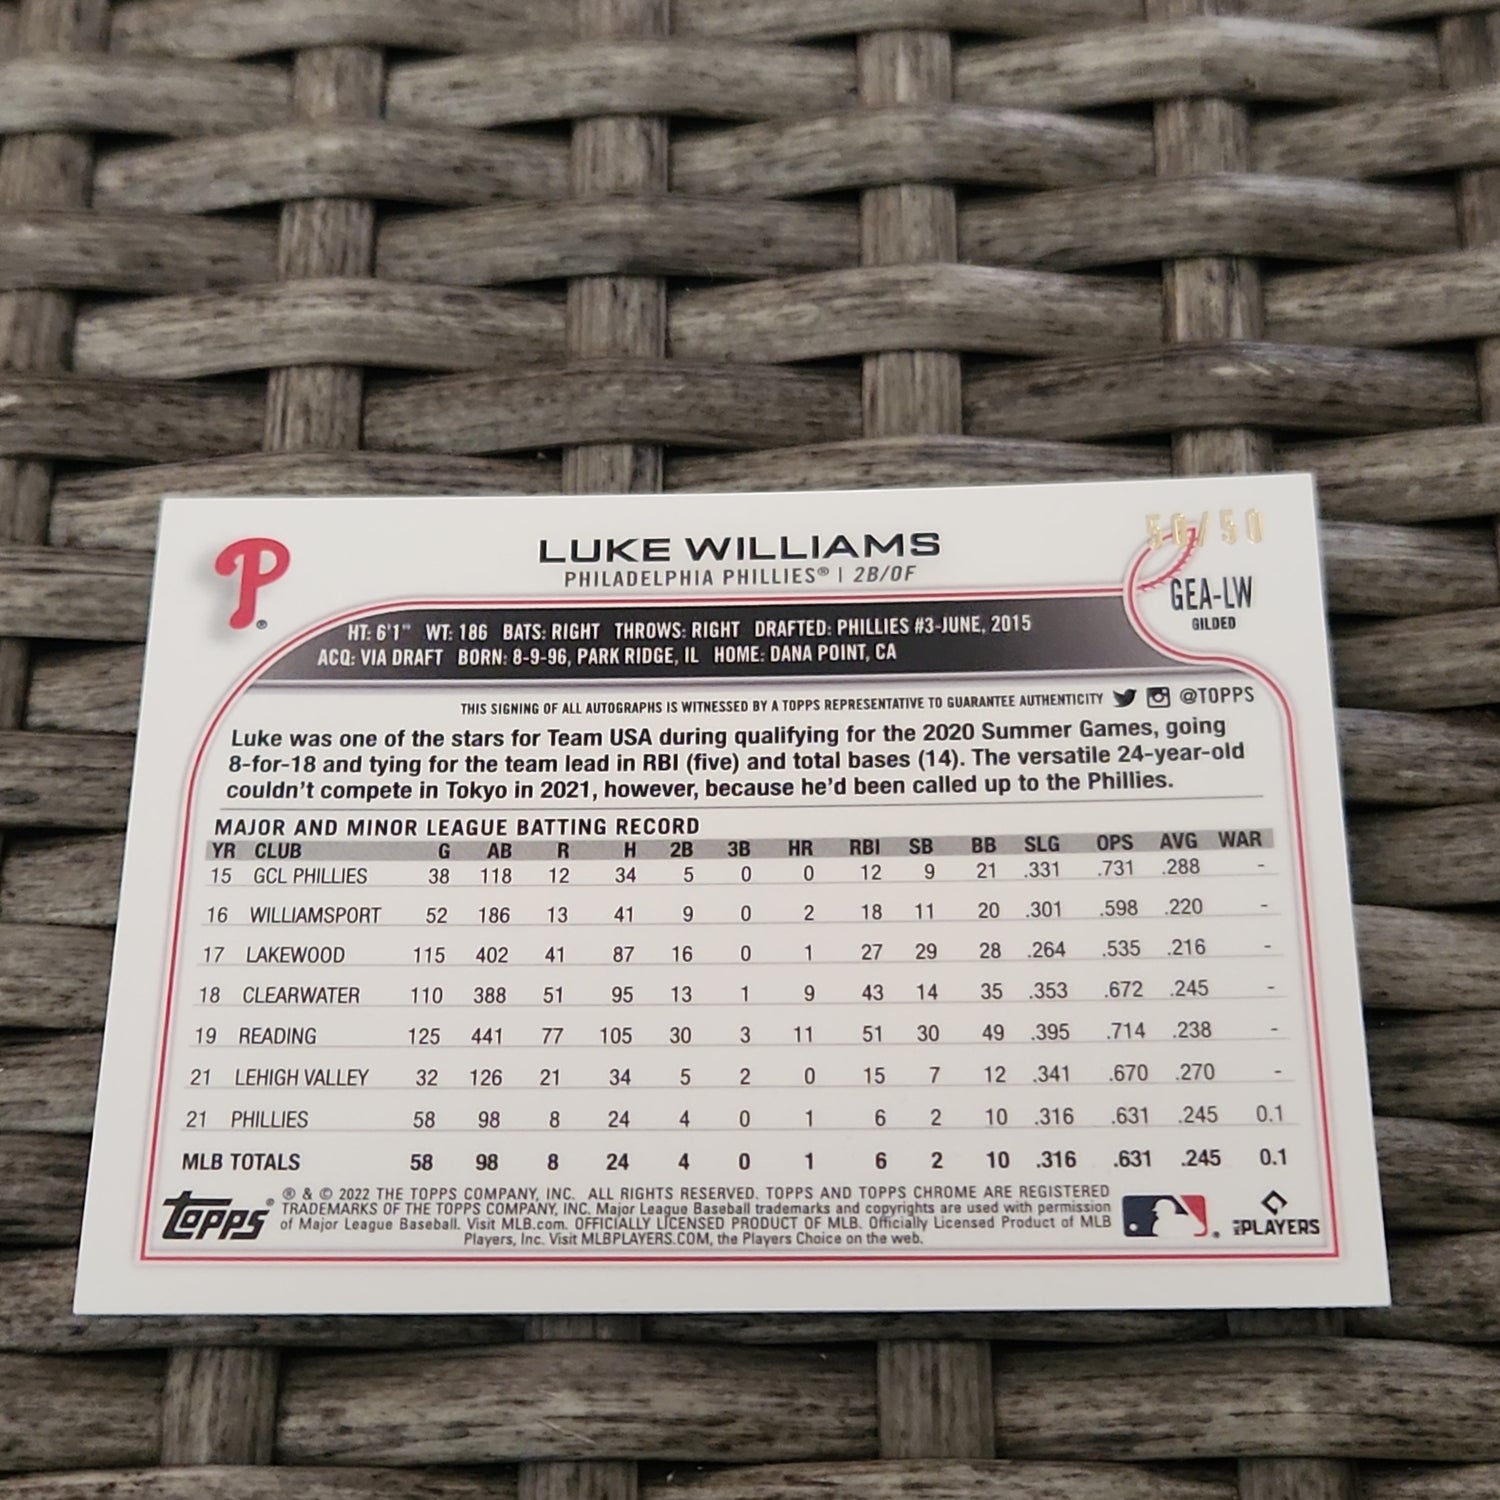 P®
50/50
LUKE WILLIAMS
PHILADELPHIA PHILLIES® | 2B/OF
GEA-LW
GILDED
HT: 6'1" WT: 186 BATS: RIGHT THROWS: RIGHT DRAFTED: PHILLIES #3-JUNE, 2015
ACQ: VIA DRAFT BORN: 8-9-96, PARK RIDGE, IL HOME: DANA POINT, CA
THIS SIGNING OF ALL AUTOGRAPHS IS WITNESSED BY A TOPPS REPRESENTATIVE TO GUARANTEE AUTHENTICITY @TOPPS
Luke was one of the stars for Team USA during qualifying for the 2020 Summer Games, going
8-for-18 and tying for the team lead in RBI (five) and total bases (14). The versatile 24-year-old
couldn't compete in Tokyo in 2021, however, because he'd been called up to the Phillies.
MAJOR AND MINOR LEAGUE BATTING RECORD
YR CLUB G AB R H 2B 3B HR RBI SB BB SLG OPS AVG WAR
15 GCL PHILLIES 38 118 12 34 5 0 0 12 9 21 .331 .731 .288 -
16 WILLIAMSPORT 52 186 13 41 9 0 2 18 11 20 .301 .598 .220 -
17 LAKEWOOD 115 402 41 87 16 0 1 27 29 28 .264 .535 .216 -
18 CLEARWATER 110 388 51 95 13 1 9 43 14 35 .353 .672 .245 -
19 READING 125 441 77 105 30 3 11 51 30 49 .395 .714 .238 -
21 LEHIGH VALLEY 32 126 21 34 5 2 0 15 7 12 .341 .670 .270 -
21 PHILLIES 58 98 8 24 4 0 1 6 2 10 .316 .631 .245 0.1
MLB TOTALS 58 98 8 24 4 0 1 6 2 10 .316 .631 .245 0.1
Topps®
® & © 2022 THE TOPPS COMPANY, INC. ALL RIGHTS RESERVED. TOPPS AND TOPPS CHROME ARE REGISTERED
TRADEMARKS OF THE TOPPS COMPANY, INC. Major League Baseball trademarks and copyrights are used with permission
of Major League Baseball. Visit MLB.com. OFFICIALLY LICENSED PRODUCT OF MLB. Officially Licensed Product of MLB
Players, Inc. Visit MLBPLAYERS.COM, the Players Choice on the web.
®
MLB PLAYERS